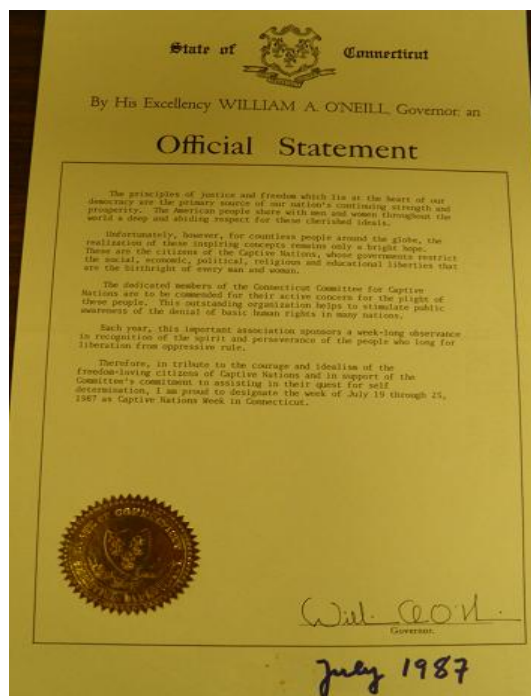 State of Connecticut
By His Excellency WILLIAM A. O'NEILL, Governor: an
Official Statement
The principles of justice and freedom which lie at the heart of our
democracy are the primary source of our nation's continuing strength and
prosperity. The American people share with men and women throughout the
world a deep and abiding respect for these cherished ideals.
Unfortunately, however, for countless people around the globe, the
realization of these inspiring concepts remains only a bright hope.
These are the citizens of the Captive Nations, whose governments restrict
the social, economic, political, religious and educational liberties that
are the birthright of every man and woman.
The dedicated members of the Connecticut Committee for Captive
Nations are to be commended for their active concern for the plight of
these people. This outstanding organization helps to stimulate public
awareness of the denial of basic human rights in many nations.
Each year, this important association sponsors a week-long observance
in recognition of the spirit and perseverance of the people who long for
liberation from oppressive rule.
Therefore, in tribute to the courage and idealism of the
freedom-loving citizens of Captive Nations and in support of the
Committee's commitment to assisting in their quest for self
determination, I am proud to designate the week of July 19 through 25,
1987 as Captive Nations Week in Connecticut.
Governor.
July 1987